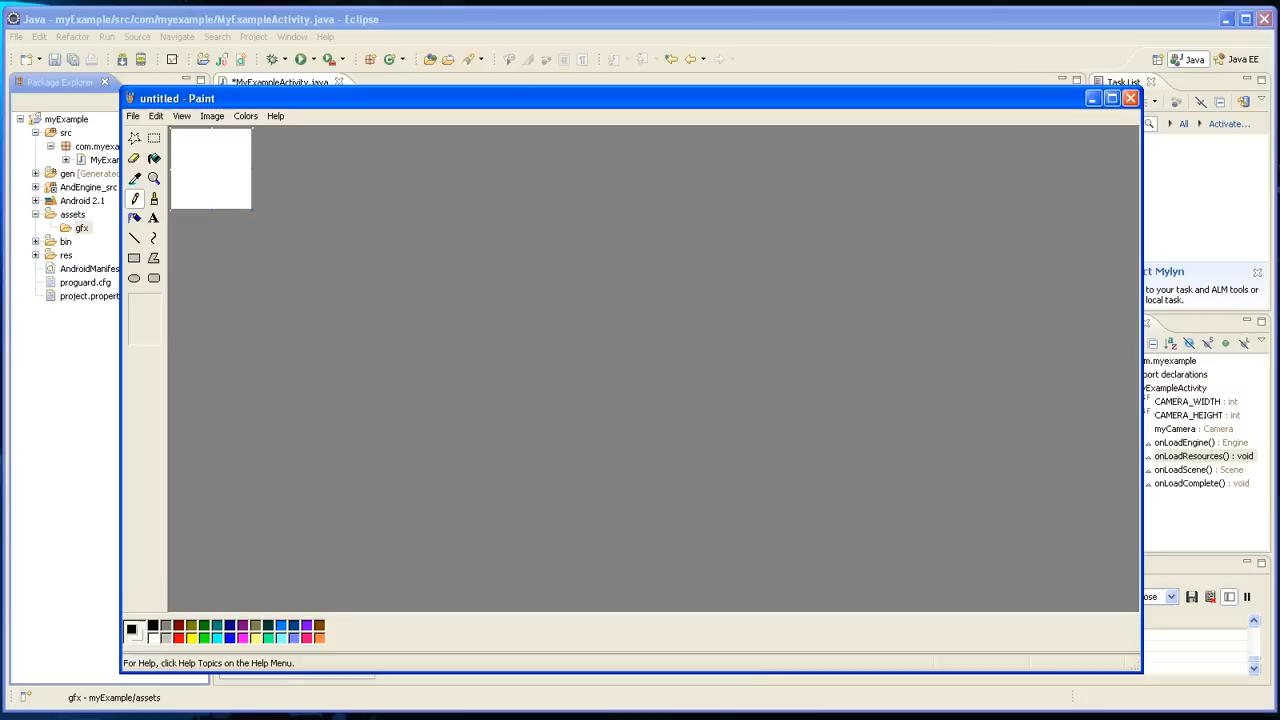 Java - myExample/src/com/myexample/MyExampleActivity.java - Eclipse
File Edit Refactor Run Source Navigate Search Project Window Help
Java Java EE
Package Explorer
*MyExampleActivity.java
Task List
untitled - Paint
File Edit View Image Colors Help
All Activate...
myExample
src
com.myexa
MyExar
gen [Generated
AndEngine_src
Android 2.1
assets
gfx
bin
res
AndroidManifes
proguard.cfg
project.propert
ct Mylyn
to your task and ALM tools or
local task.
m.myexample
port declarations
yExampleActivity
CAMERA_WIDTH : int
CAMERA_HEIGHT : int
myCamera : Camera
onLoadEngine() : Engine
onLoadResources() : void
onLoadScene() : Scene
onLoadComplete() : void
ose
For Help, click Help Topics on the Help Menu.
gfx - myExample/assets